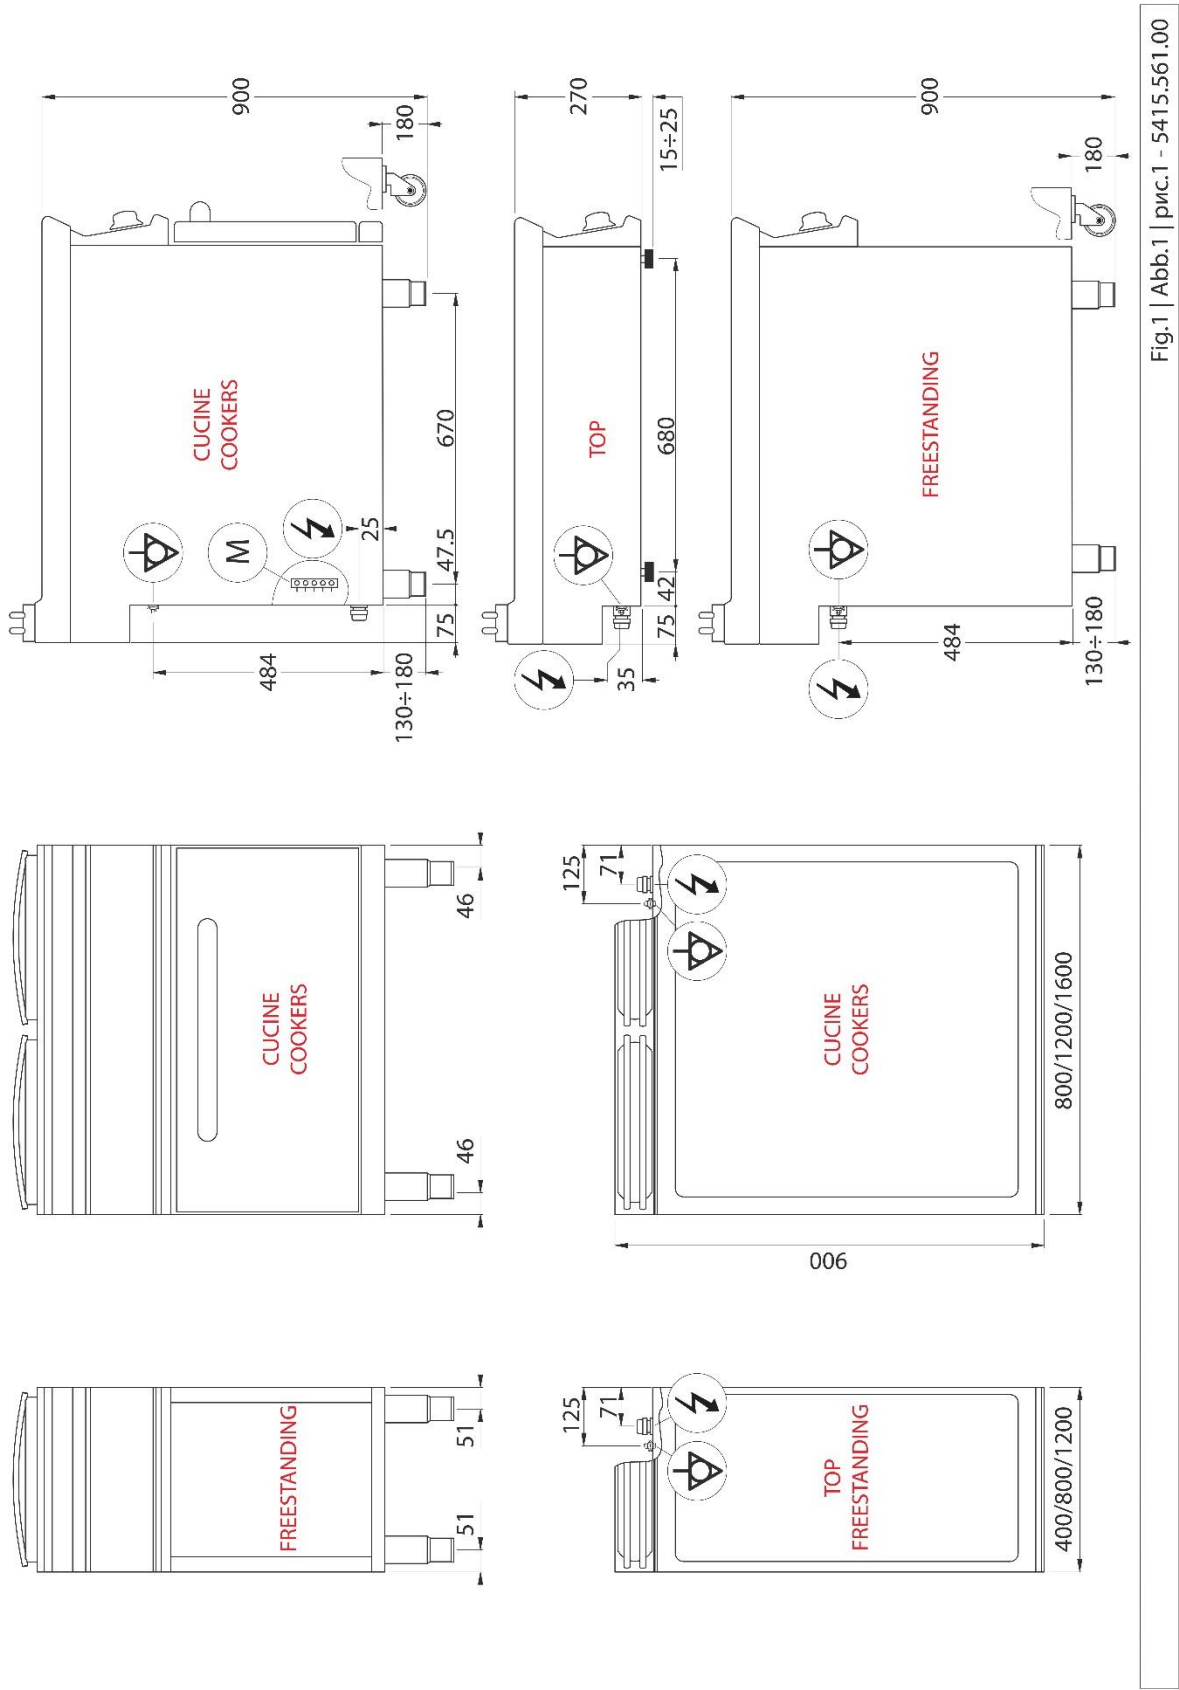 FREESTANDING
51
51
CUCINE
COOKERS
46
46
900
180
CUCINE
COOKERS
M
25
484
130÷180
75
47.5
670
125
71
TOP
FREESTANDING
400/800/1200
900
125
71
CUCINE
COOKERS
800/1200/1600
270
15÷25
TOP
35
75
42
680
900
180
FREESTANDING
484
130÷180
Fig.1 | Abb.1 | рис.1 - 5415.561.00